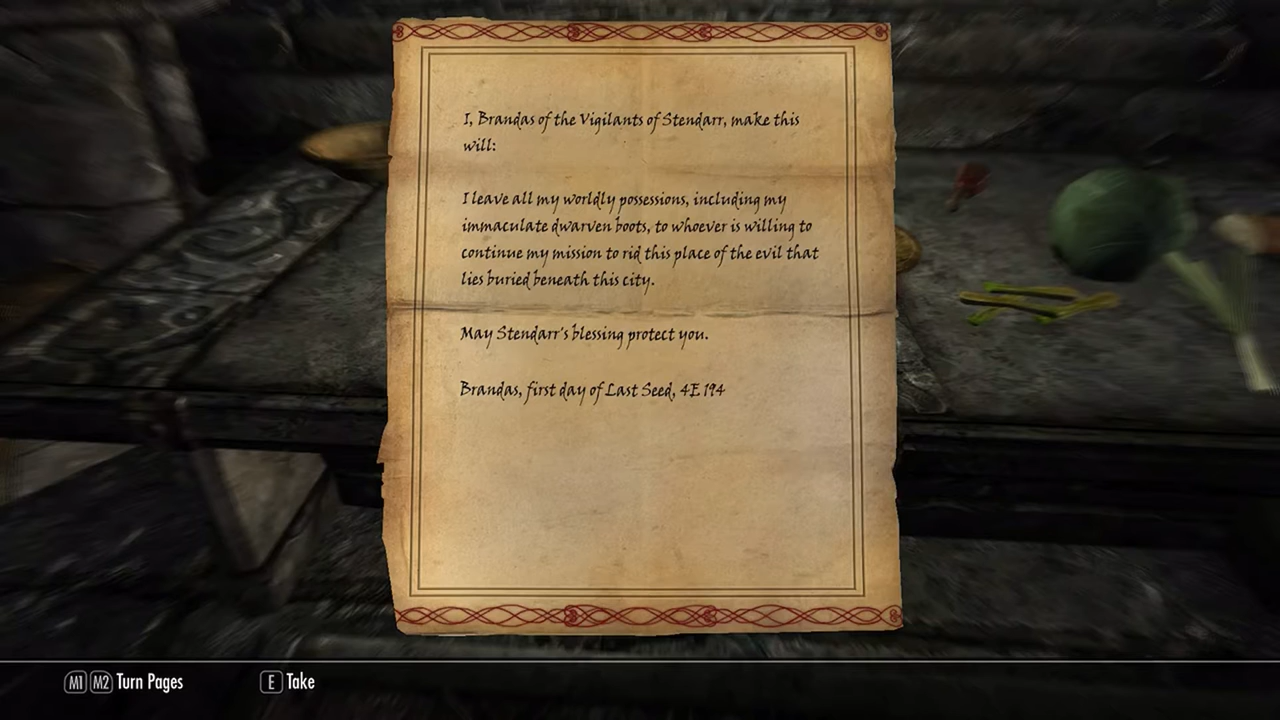 I, Brandas of the Vigilants of Stendarr, make this
will:
I leave all my worldly possessions, including my
immaculate dwarven boots, to whoever is willing to
continue my mission to rid this place of the evil that
lies buried beneath this city.
May Stendarr's blessing protect you.
Brandas, first day of Last Seed, 4E 194
M1 M2 Turn Pages E Take